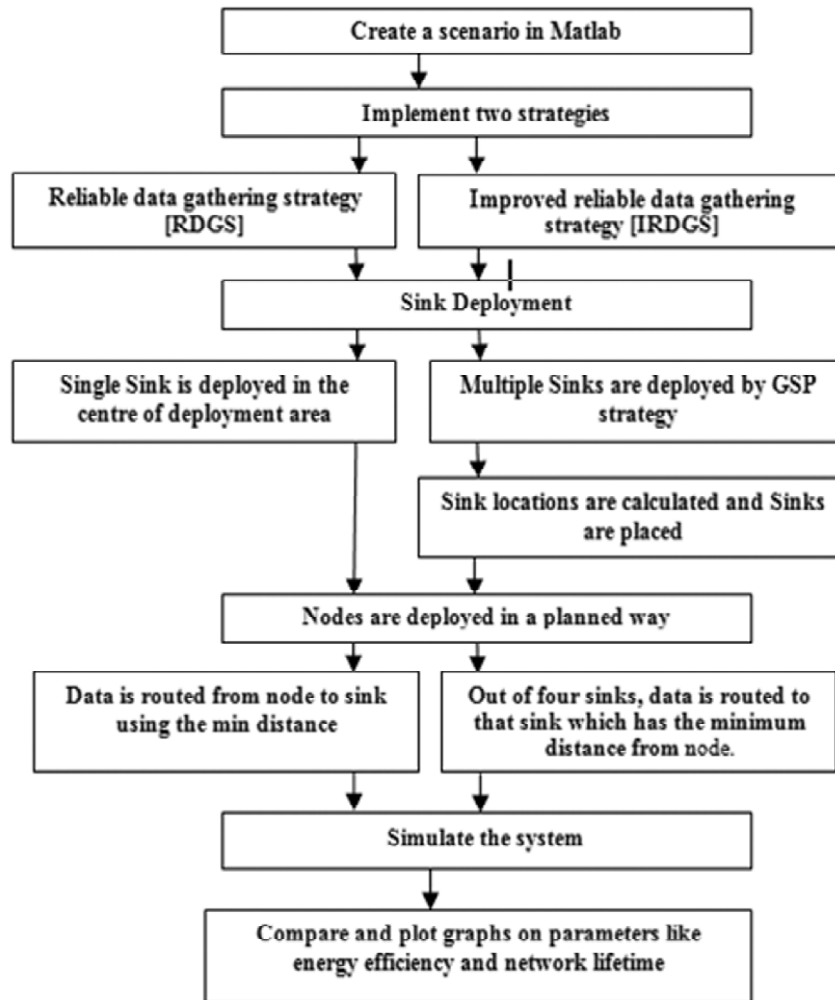 Create a scenario in Matlab
Implement two strategies
Reliable data gathering strategy
[RDGS]
Improved reliable data gathering
strategy [IRDGS]
Sink Deployment
Single Sink is deployed in the
centre of deployment area
Multiple Sinks are deployed by GSP
strategy
Sink locations are calculated and Sinks
are placed
Nodes are deployed in a planned way
Data is routed from node to sink
using the min distance
Out of four sinks, data is routed to
that sink which has the minimum
distance from node.
Simulate the system
Compare and plot graphs on parameters like
energy efficiency and network lifetime